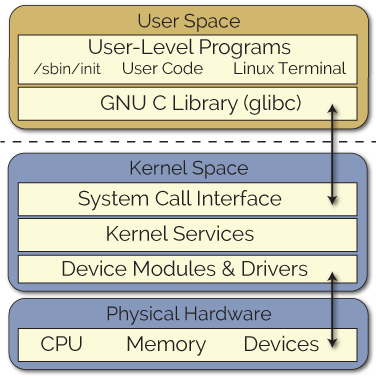 User Space
User-Level Programs
/sbin/init User Code Linux Terminal
GNU C Library (glibc)
Kernel Space
System Call Interface
Kernel Services
Device Modules & Drivers
Physical Hardware
CPU Memory Devices